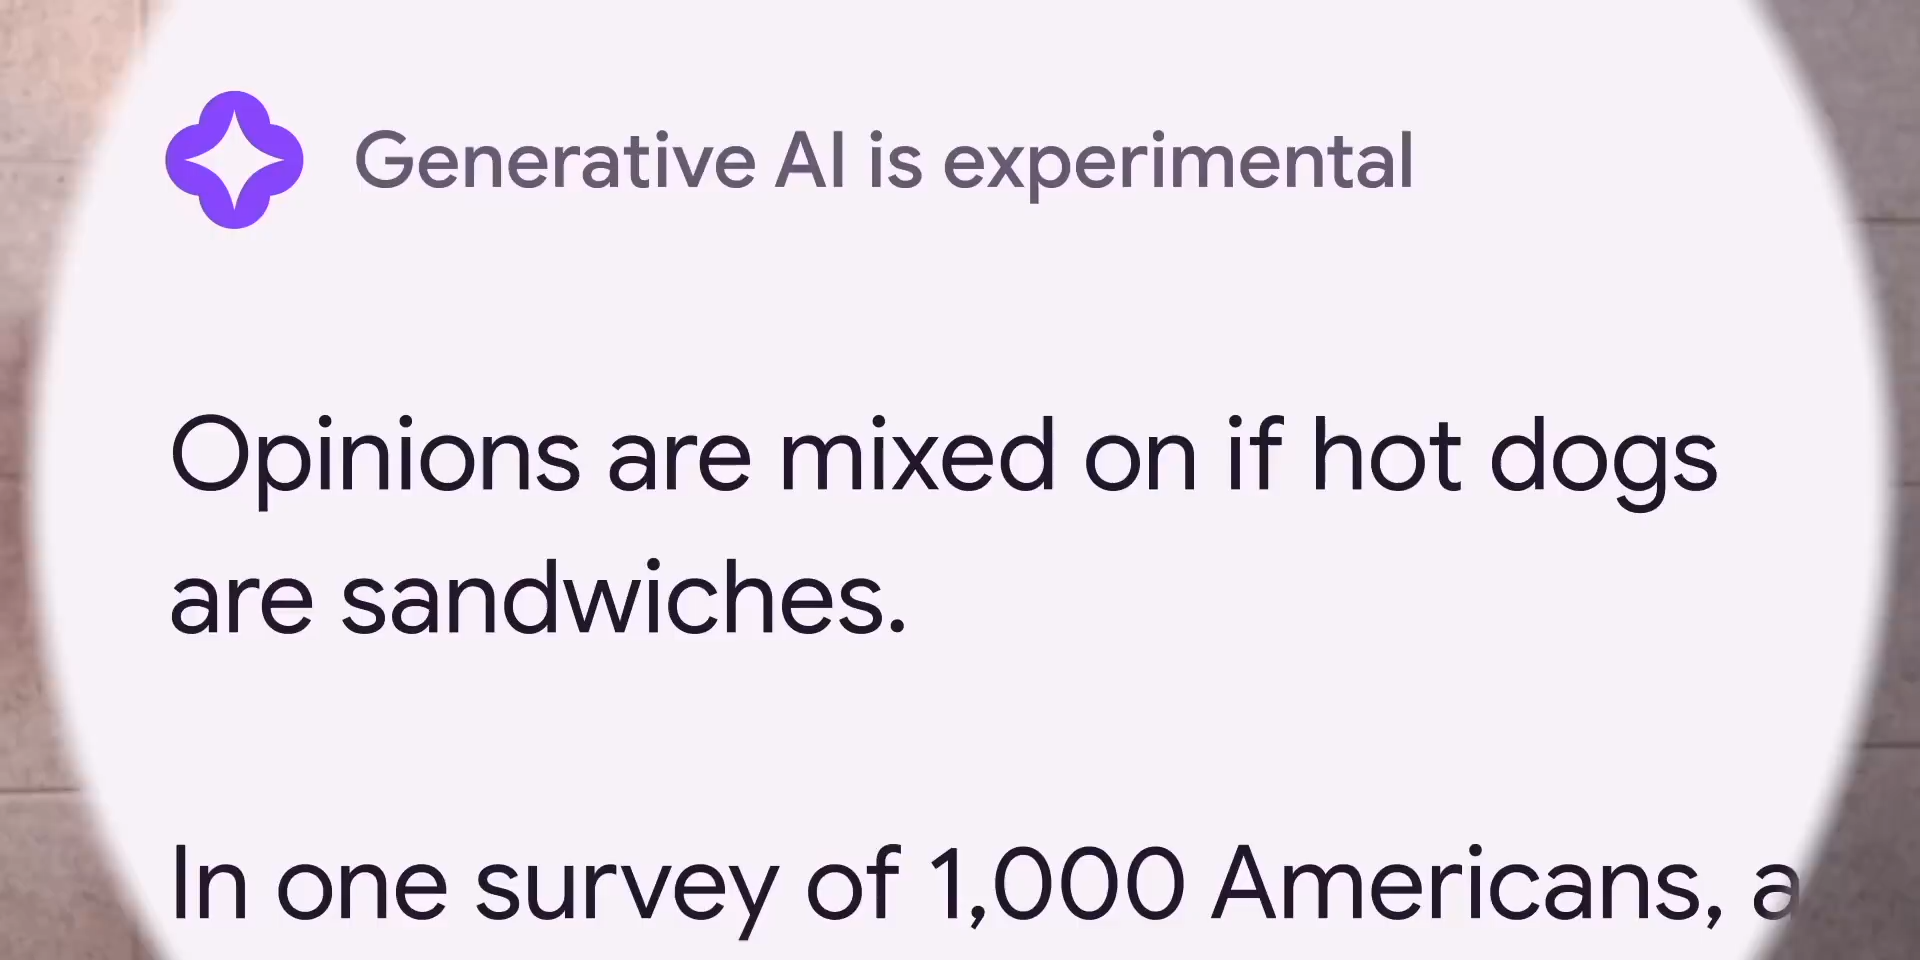 Generative AI is experimental
Opinions are mixed on if hot dogs
are sandwiches.
In one survey of 1,000 Americans,